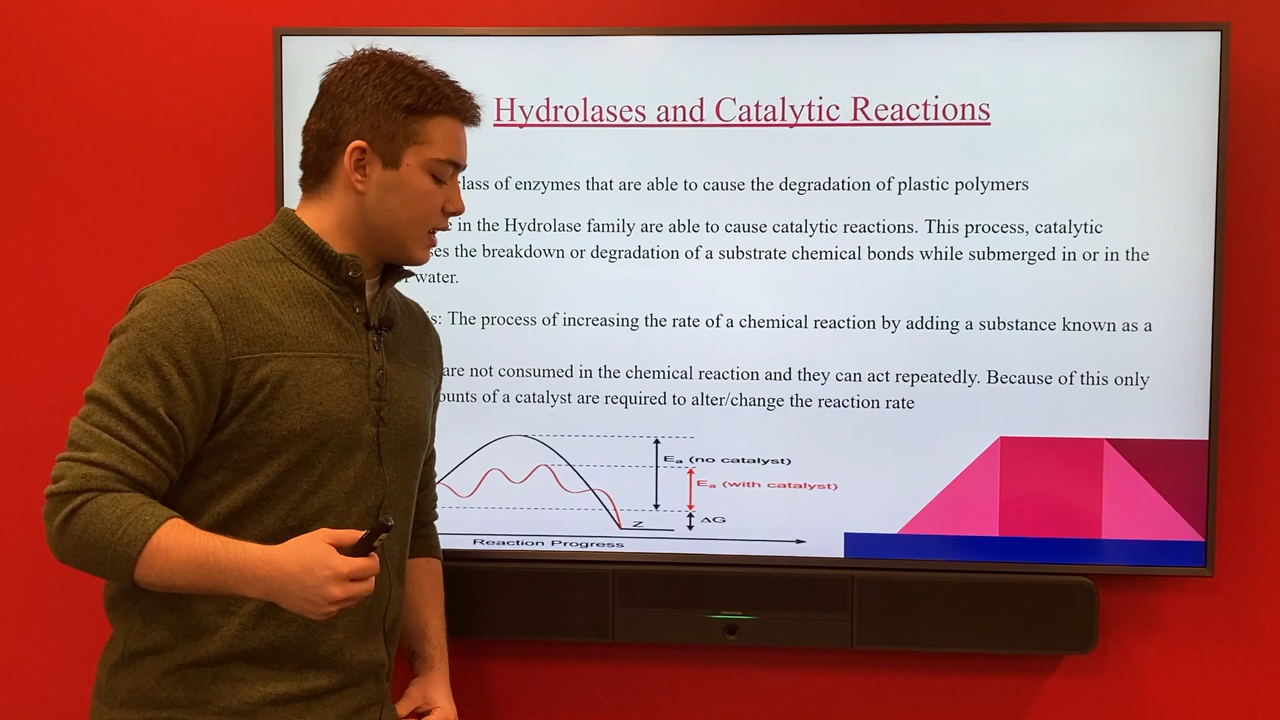 Hydrolases and Catalytic Reactions
class of enzymes that are able to cause the degradation of plastic polymers
in the Hydrolase family are able to cause catalytic reactions. This process, catalytic
the breakdown or degradation of a substrate chemical bonds while submerged in or in the
water.
The process of increasing the rate of a chemical reaction by adding a substance known as a
are not consumed in the chemical reaction and they can act repeatedly. Because of this only
of a catalyst are required to alter/change the reaction rate
Eₐ (no catalyst)
Eₐ (with catalyst)
ΔG
Z
Reaction Progress